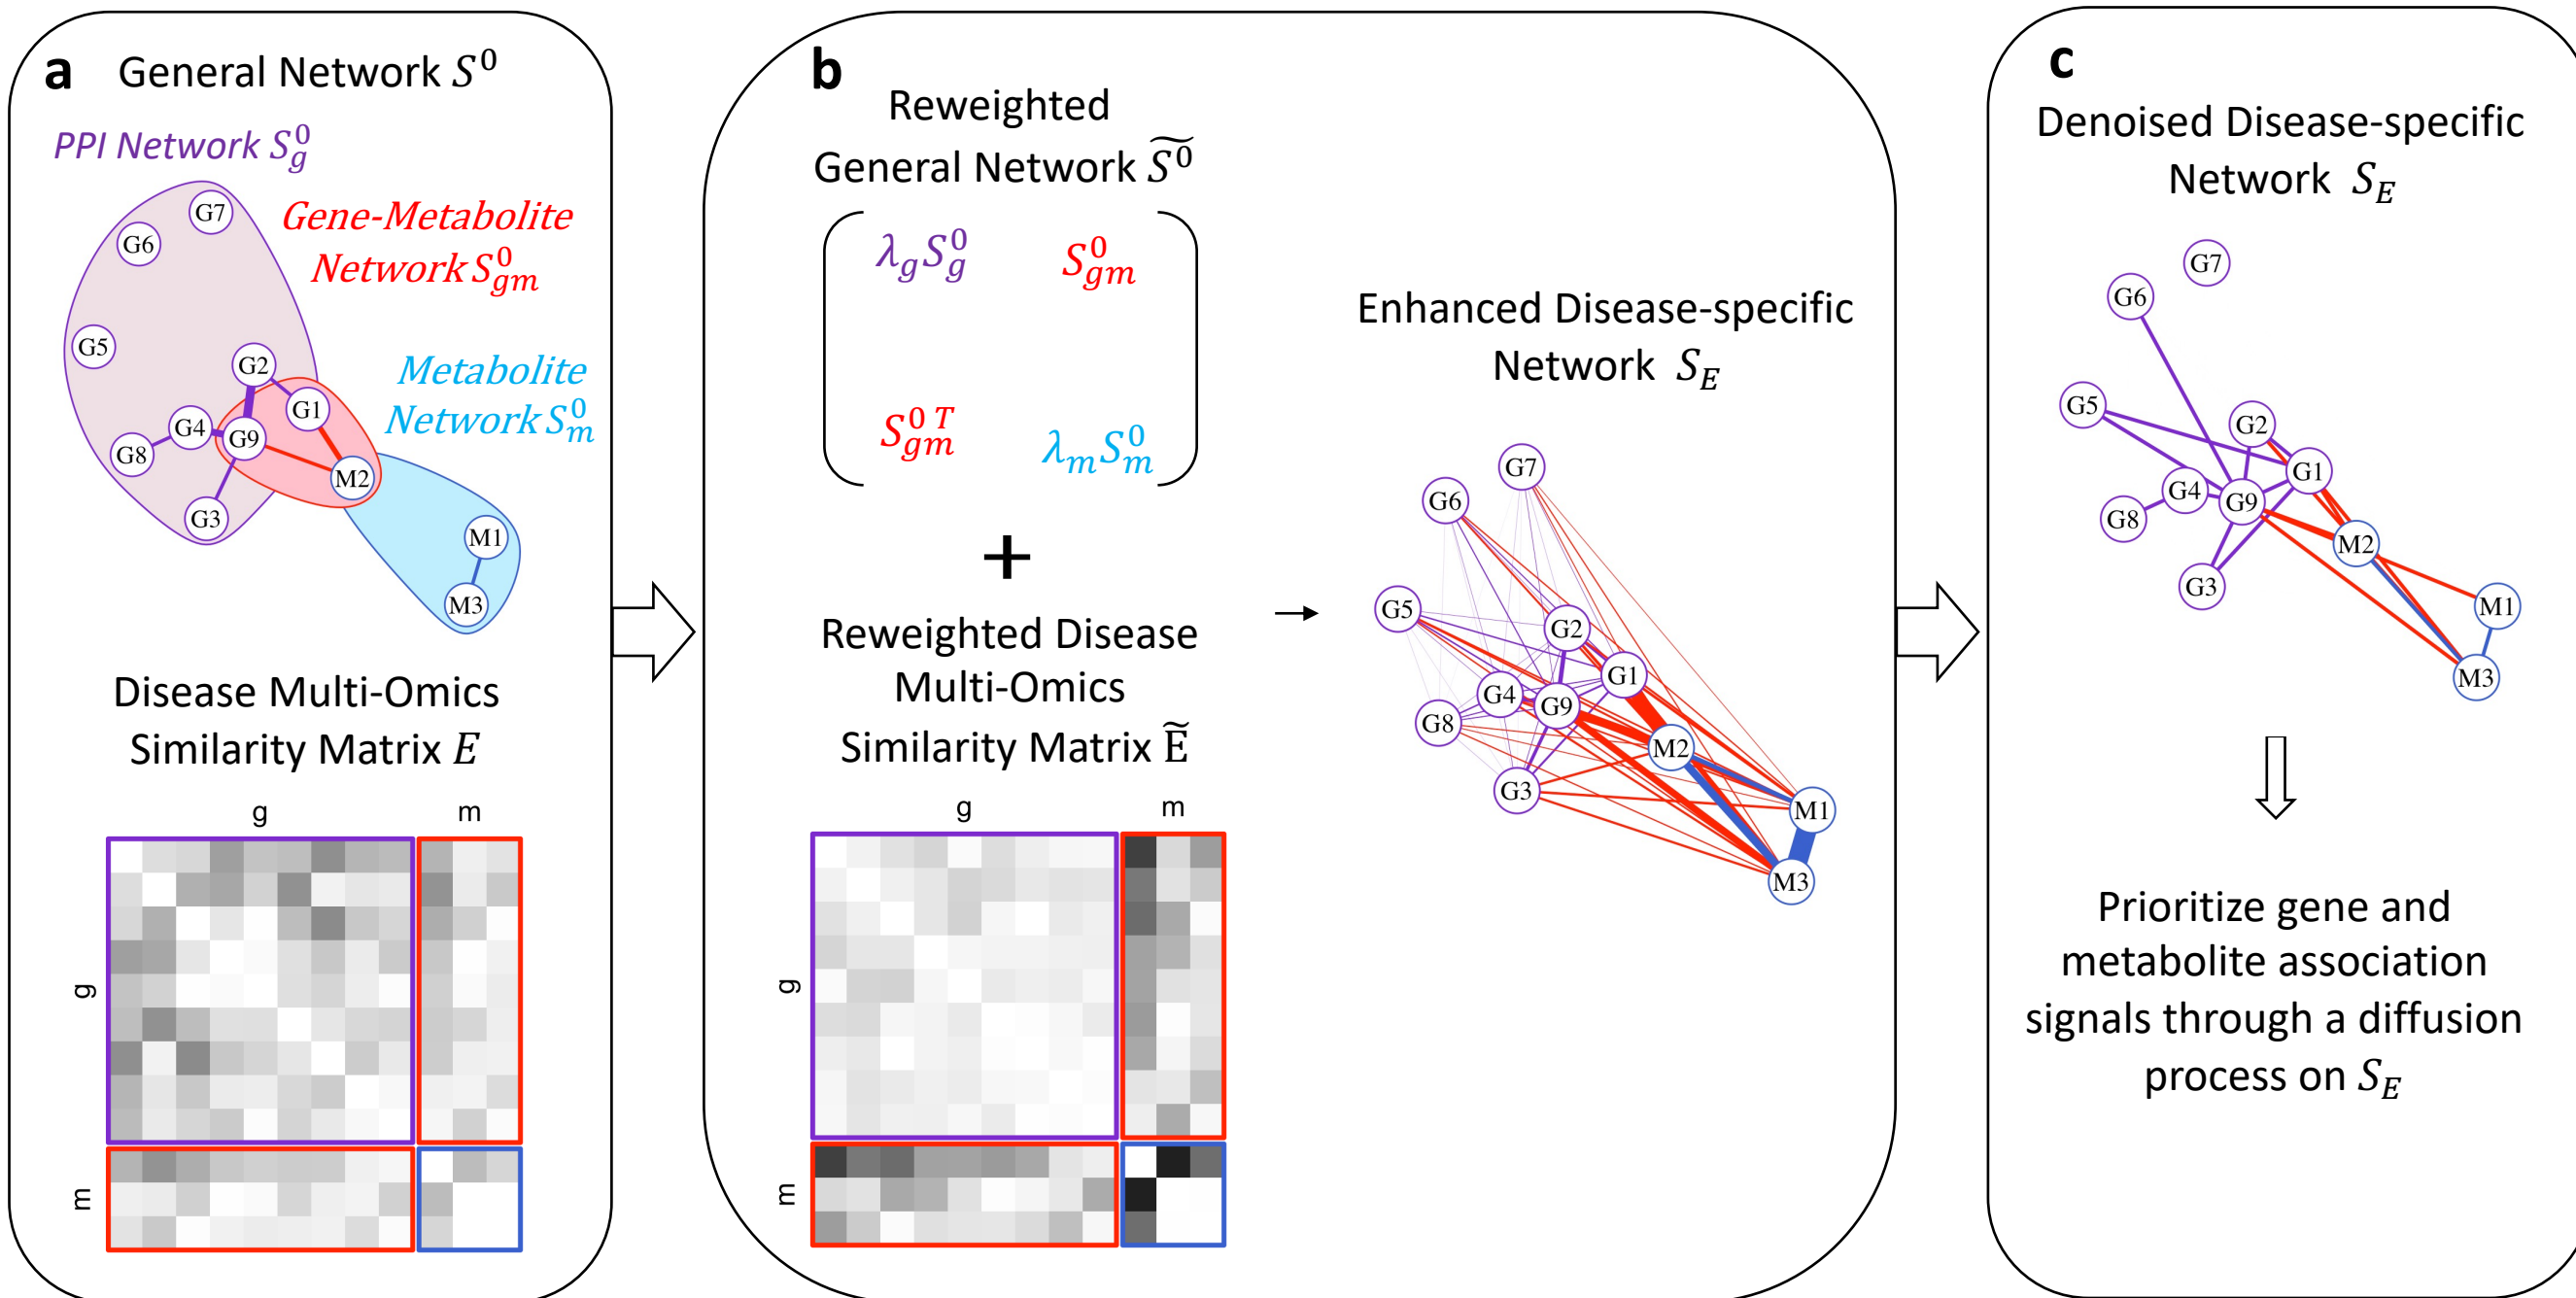 a General Network S⁰
PPI Network S_g^0
Gene-Metabolite
Network S_gm^0
Metabolite
Network S_m^0
G7
G6
G5
G2
G1
G4
G9
G8
M2
G3
M1
M3
Disease Multi-Omics
Similarity Matrix E
g
m
g
m
b
Reweighted
General Network S̃⁰
λ_g S_g^0
S_gm^0
S_gm^{0 T}
λ_m S_m^0
+
Reweighted Disease
Multi-Omics
Similarity Matrix Ẽ
g
m
g
m
Enhanced Disease-specific
Network S_E
G7
G6
G5
G2
G1
G4
G9
G8
M2
G3
M1
M3
c
Denoised Disease-specific
Network S_E
G7
G6
G5
G2
G1
G4
G9
G8
M2
G3
M1
M3
Prioritize gene and
metabolite association
signals through a diffusion
process on S_E